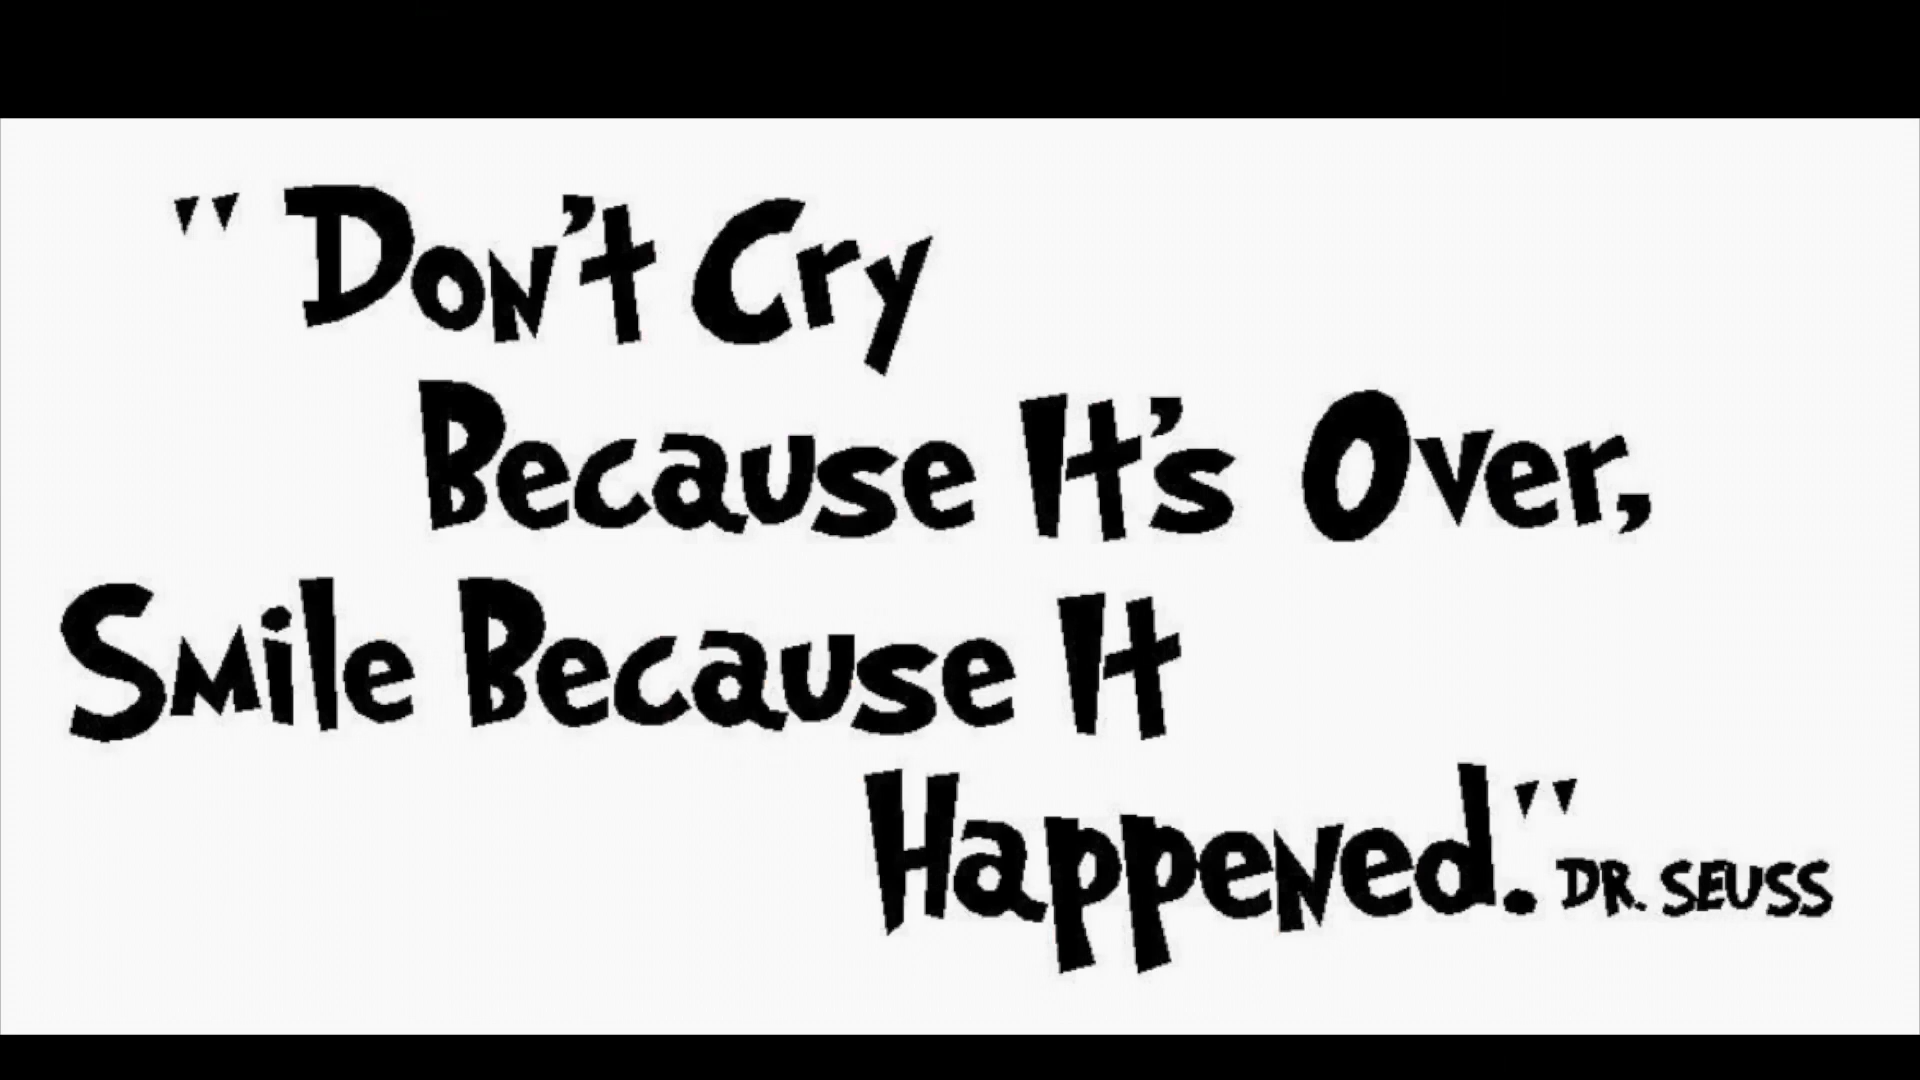 "Don't Cry
Because It's Over,
Smile Because It
Happened." DR. SEUSS